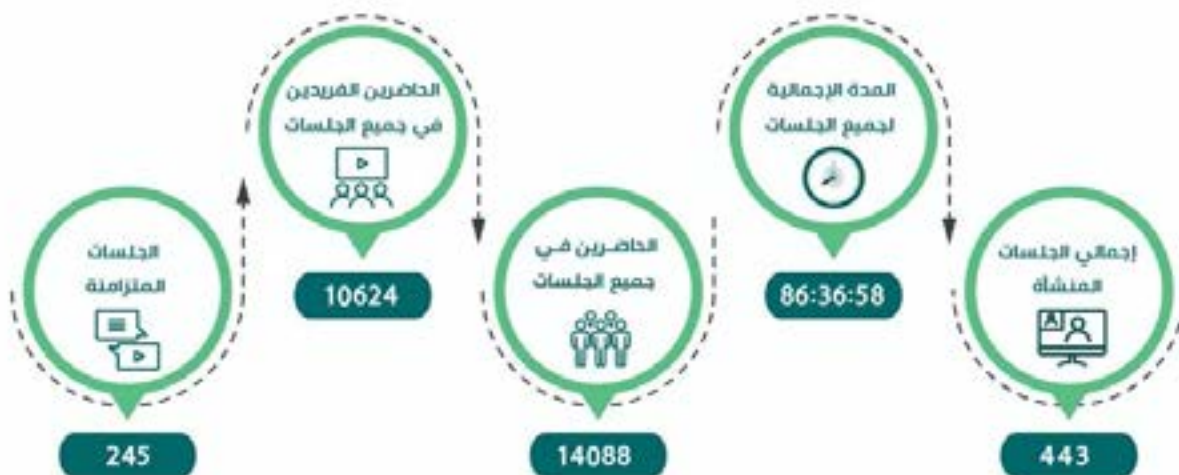 إجمالي الجلسات
المنشأة
443
المدة الإجمالية
لجميع الجلسات
86:36:58
الحاضرين في
جميع الجلسات
14088
الحاضرين الفريدين
في جميع الجلسات
10624
الجلسات
المتزامنة
245